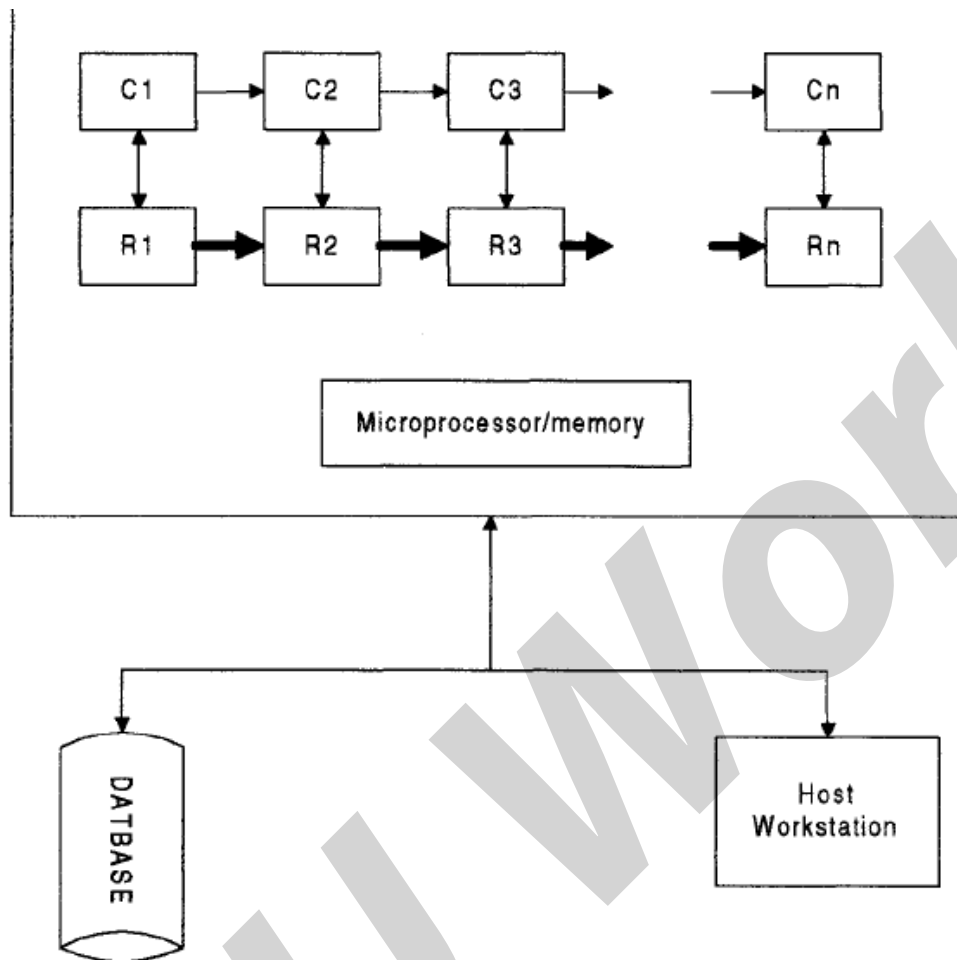 C1 C2 C3 Cn
R1 R2 R3 Rn
Microprocessor/memory
DATBASE
Host
Workstation